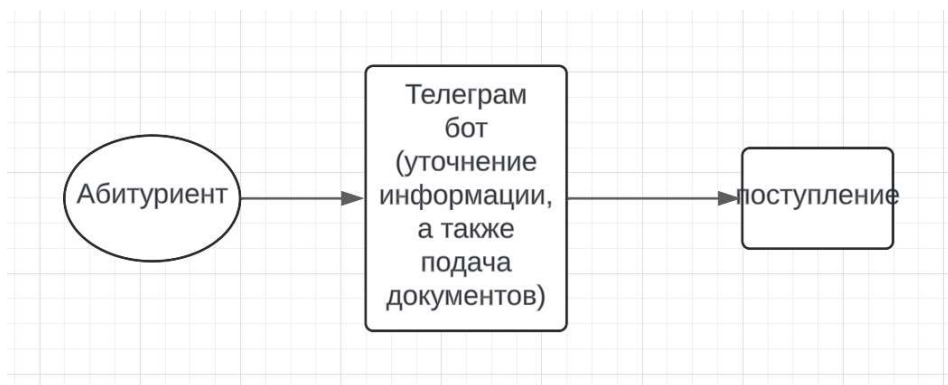 Абитуриент
Телеграм
бот
(уточнение
информации,
а также
подача
документов)
поступление